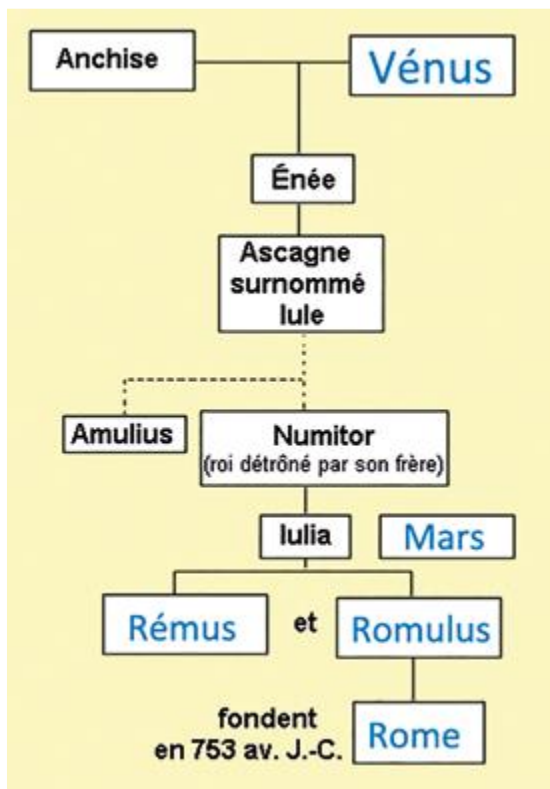 Anchise
Vénus
Énée
Ascagne
surnommé
Iule
Amulius
Numitor
(roi détrôné par son frère)
Iulia
Mars
Rémus
et
Romulus
fondent
en 753 av. J.-C.
Rome